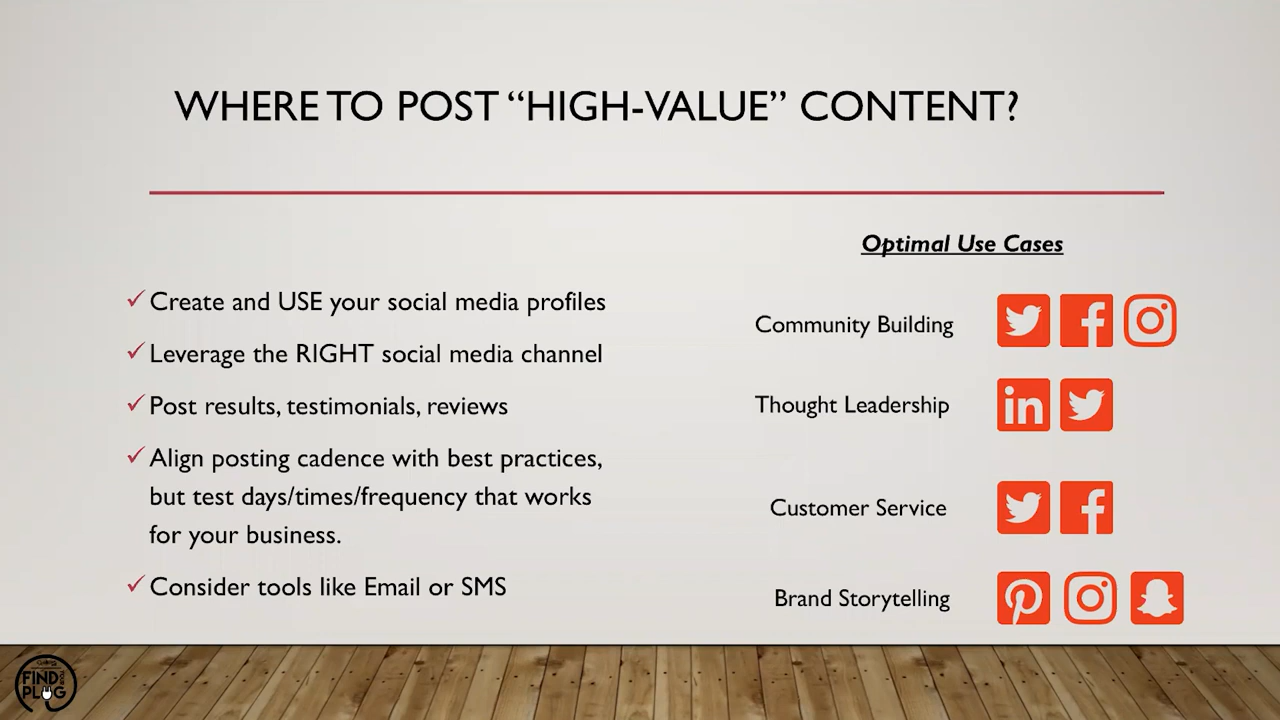 WHERE TO POST “HIGH-VALUE” CONTENT?
Create and USE your social media profiles
Leverage the RIGHT social media channel
Post results, testimonials, reviews
Align posting cadence with best practices,
but test days/times/frequency that works
for your business.
Consider tools like Email or SMS
Optimal Use Cases
Community Building
Thought Leadership
in
Customer Service
Brand Storytelling
FIND
PLUG